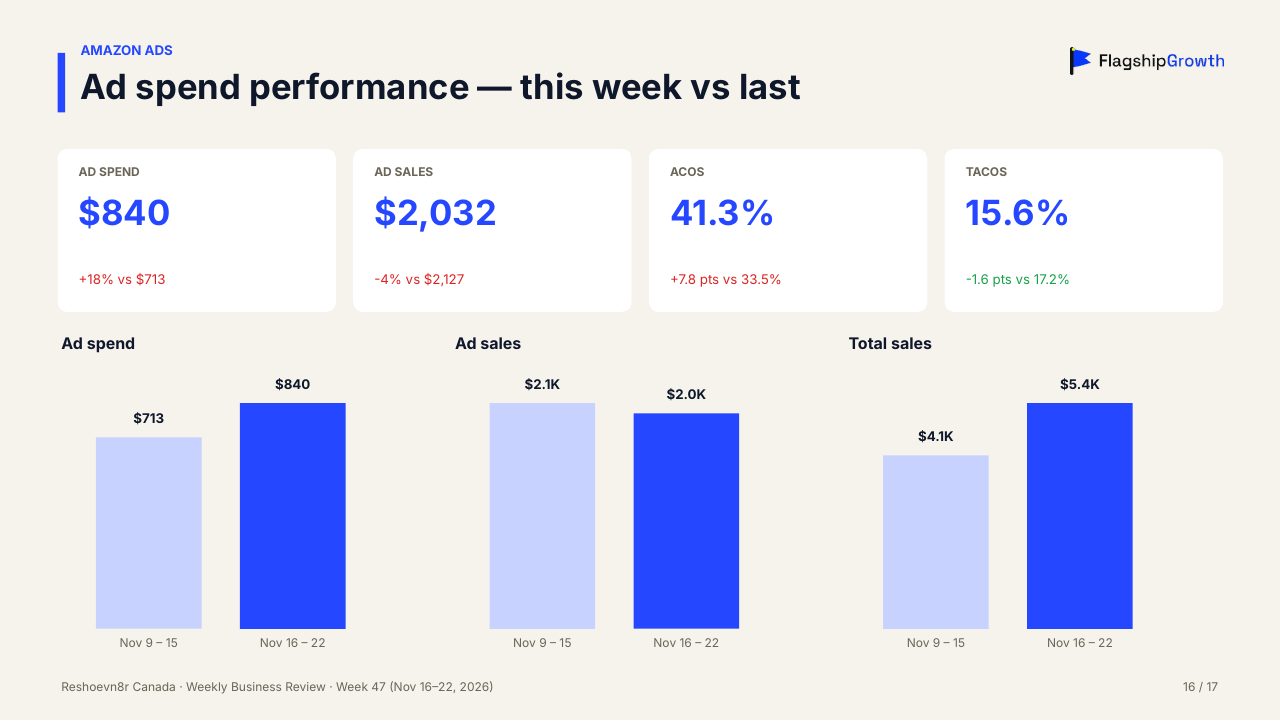 AMAZON ADS
Ad spend performance — this week vs last
FlagshipGrowth
AD SPEND
$840
+18% vs $713
AD SALES
$2,032
-4% vs $2,127
ACOS
41.3%
+7.8 pts vs 33.5%
TACOS
15.6%
-1.6 pts vs 17.2%
Ad spend
$713
$840
Nov 9 – 15
Nov 16 – 22
Ad sales
$2.1K
$2.0K
Nov 9 – 15
Nov 16 – 22
Total sales
$4.1K
$5.4K
Nov 9 – 15
Nov 16 – 22
Reshoevn8r Canada · Weekly Business Review · Week 47 (Nov 16–22, 2026)
16 / 17